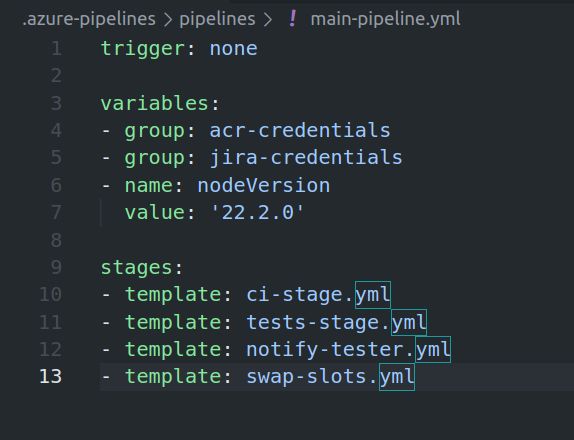 .azure-pipelines > pipelines > ! main-pipeline.yml
1 trigger: none
2
3 variables:
4 - group: acr-credentials
5 - group: jira-credentials
6 - name: nodeVersion
7   value: '22.2.0'
8
9 stages:
10 - template: ci-stage.yml
11 - template: tests-stage.yml
12 - template: notify-tester.yml
13 - template: swap-slots.yml